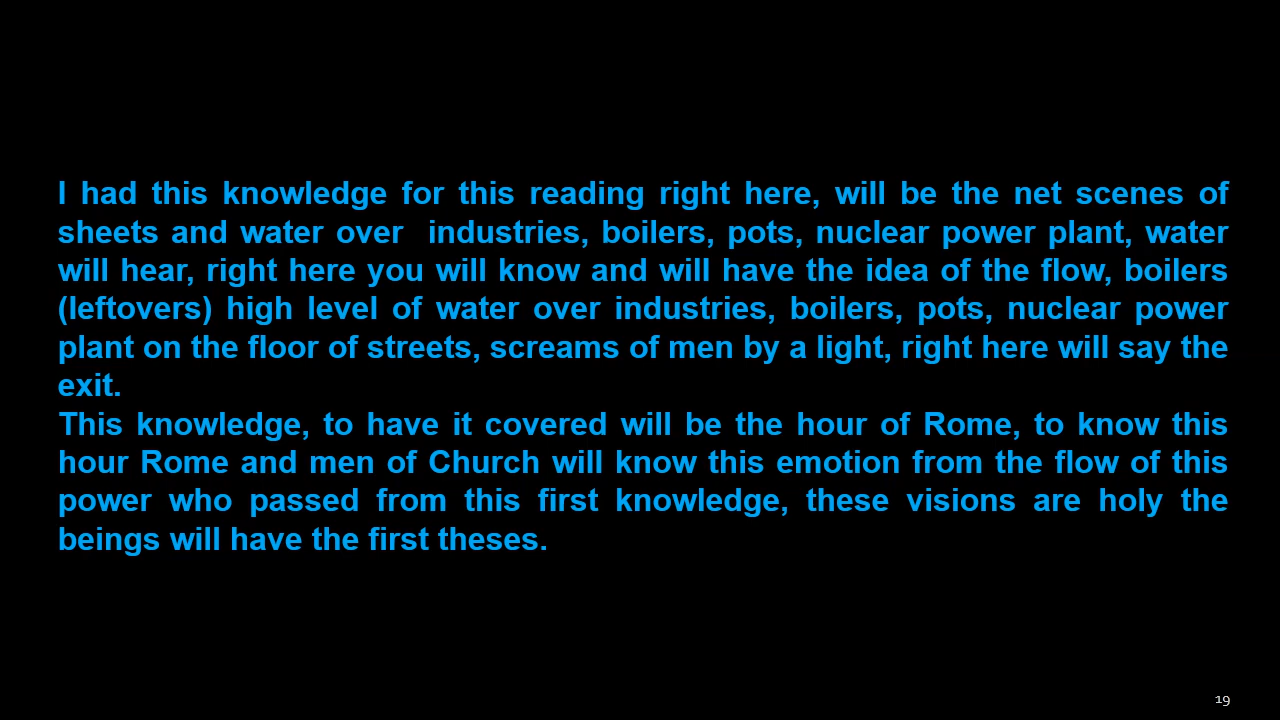 I had this knowledge for this reading right here, will be the net scenes of
sheets and water over  industries, boilers, pots, nuclear power plant, water
will hear, right here you will know and will have the idea of the flow, boilers
(leftovers) high level of water over industries, boilers, pots, nuclear power
plant on the floor of streets, screams of men by a light, right here will say the
exit.
This knowledge, to have it covered will be the hour of Rome, to know this
hour Rome and men of Church will know this emotion from the flow of this
power who passed from this first knowledge, these visions are holy the
beings will have the first theses.
19